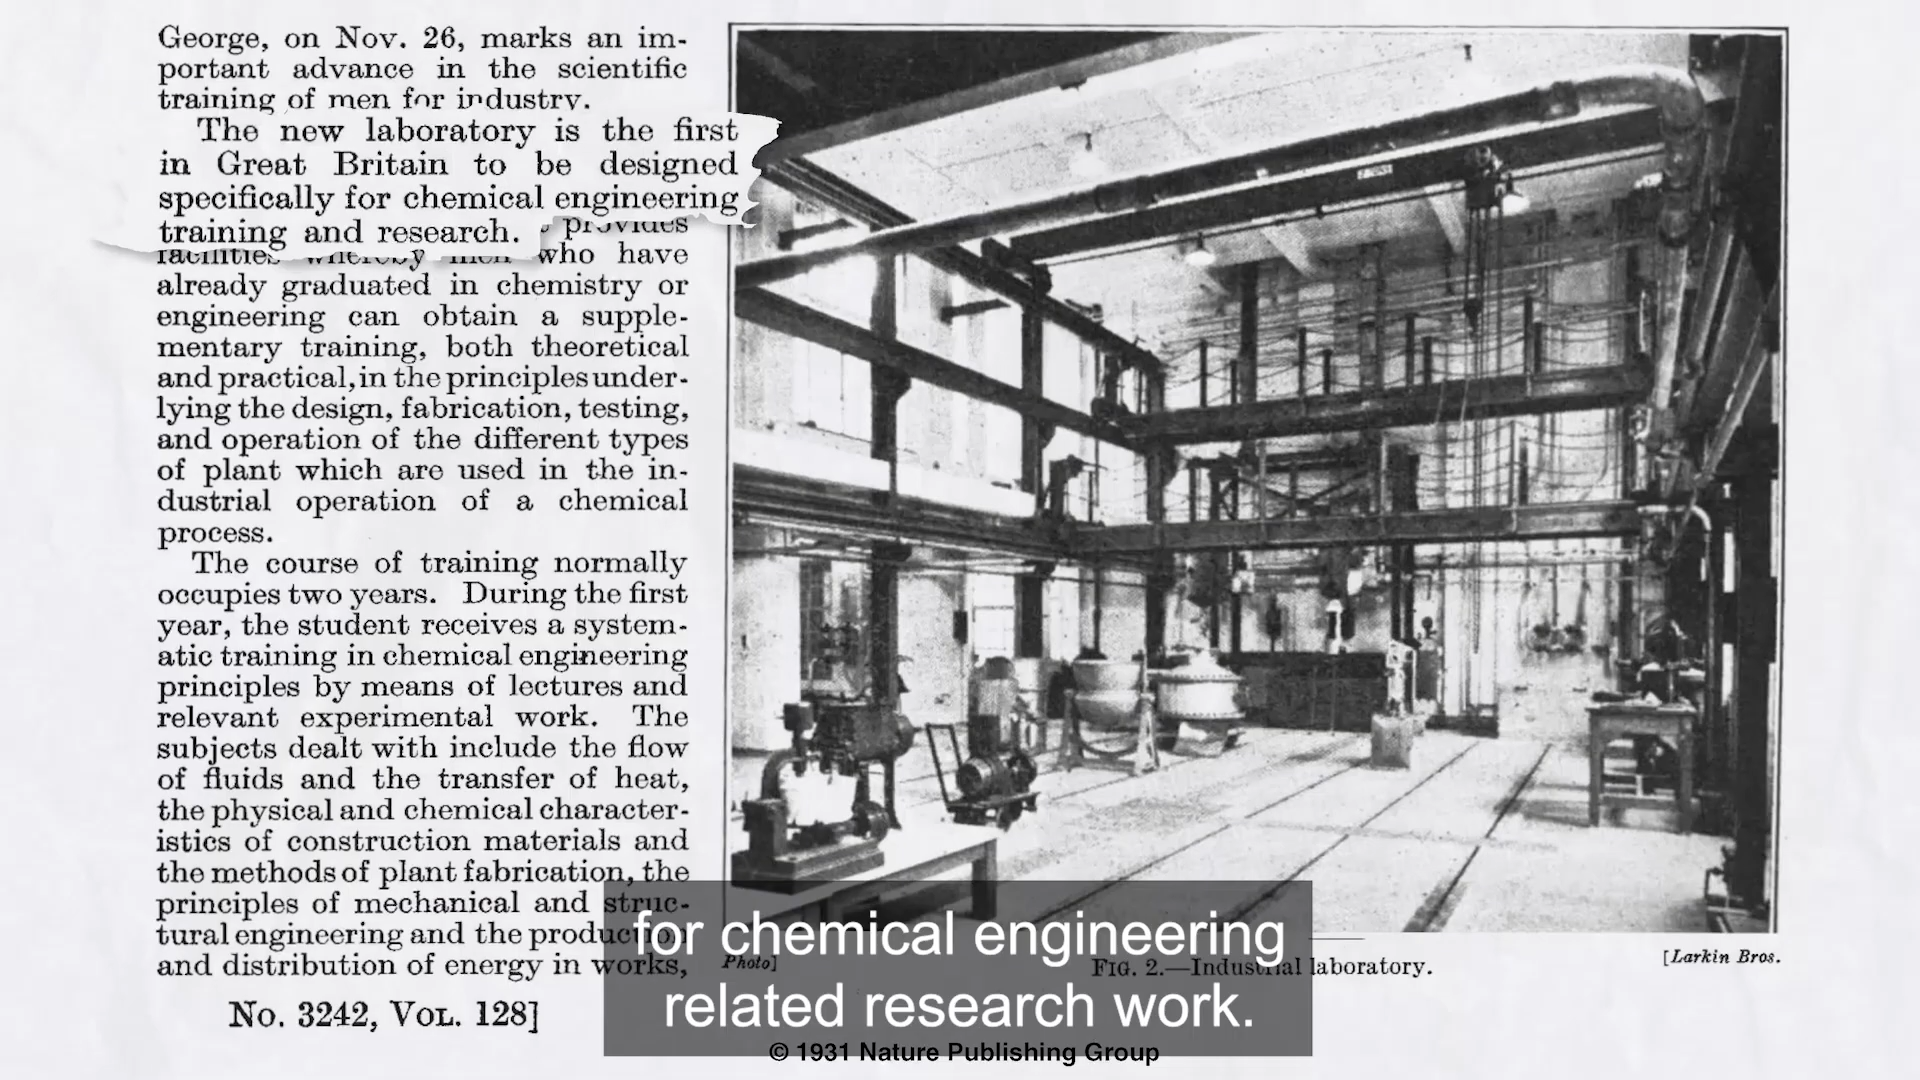 George, on Nov. 26, marks an im-
portant advance in the scientific
training of men for industry.
The new laboratory is the first
in Great Britain to be designed
specifically for chemical engineering
training and research.
provides
facilities whereby men who have
already graduated in chemistry or
engineering can obtain a supple-
mentary training, both theoretical
and practical, in the principles under-
lying the design, fabrication, testing,
and operation of the different types
of plant which are used in the in-
dustrial operation of a chemical
process.
The course of training normally
occupies two years. During the first
year, the student receives a system-
atic training in chemical engineering
principles by means of lectures and
relevant experimental work. The
subjects dealt with include the flow
of fluids and the transfer of heat,
the physical and chemical character-
istics of construction materials and
the methods of plant fabrication, the
principles of mechanical and struc-
tural engineering and the production
and distribution of energy in works,
No. 3242, Vol. 128]
Photo]
Fig. 2.—Industrial laboratory.
[Larkin Bros.
for chemical engineering
related research work.
© 1931 Nature Publishing Group